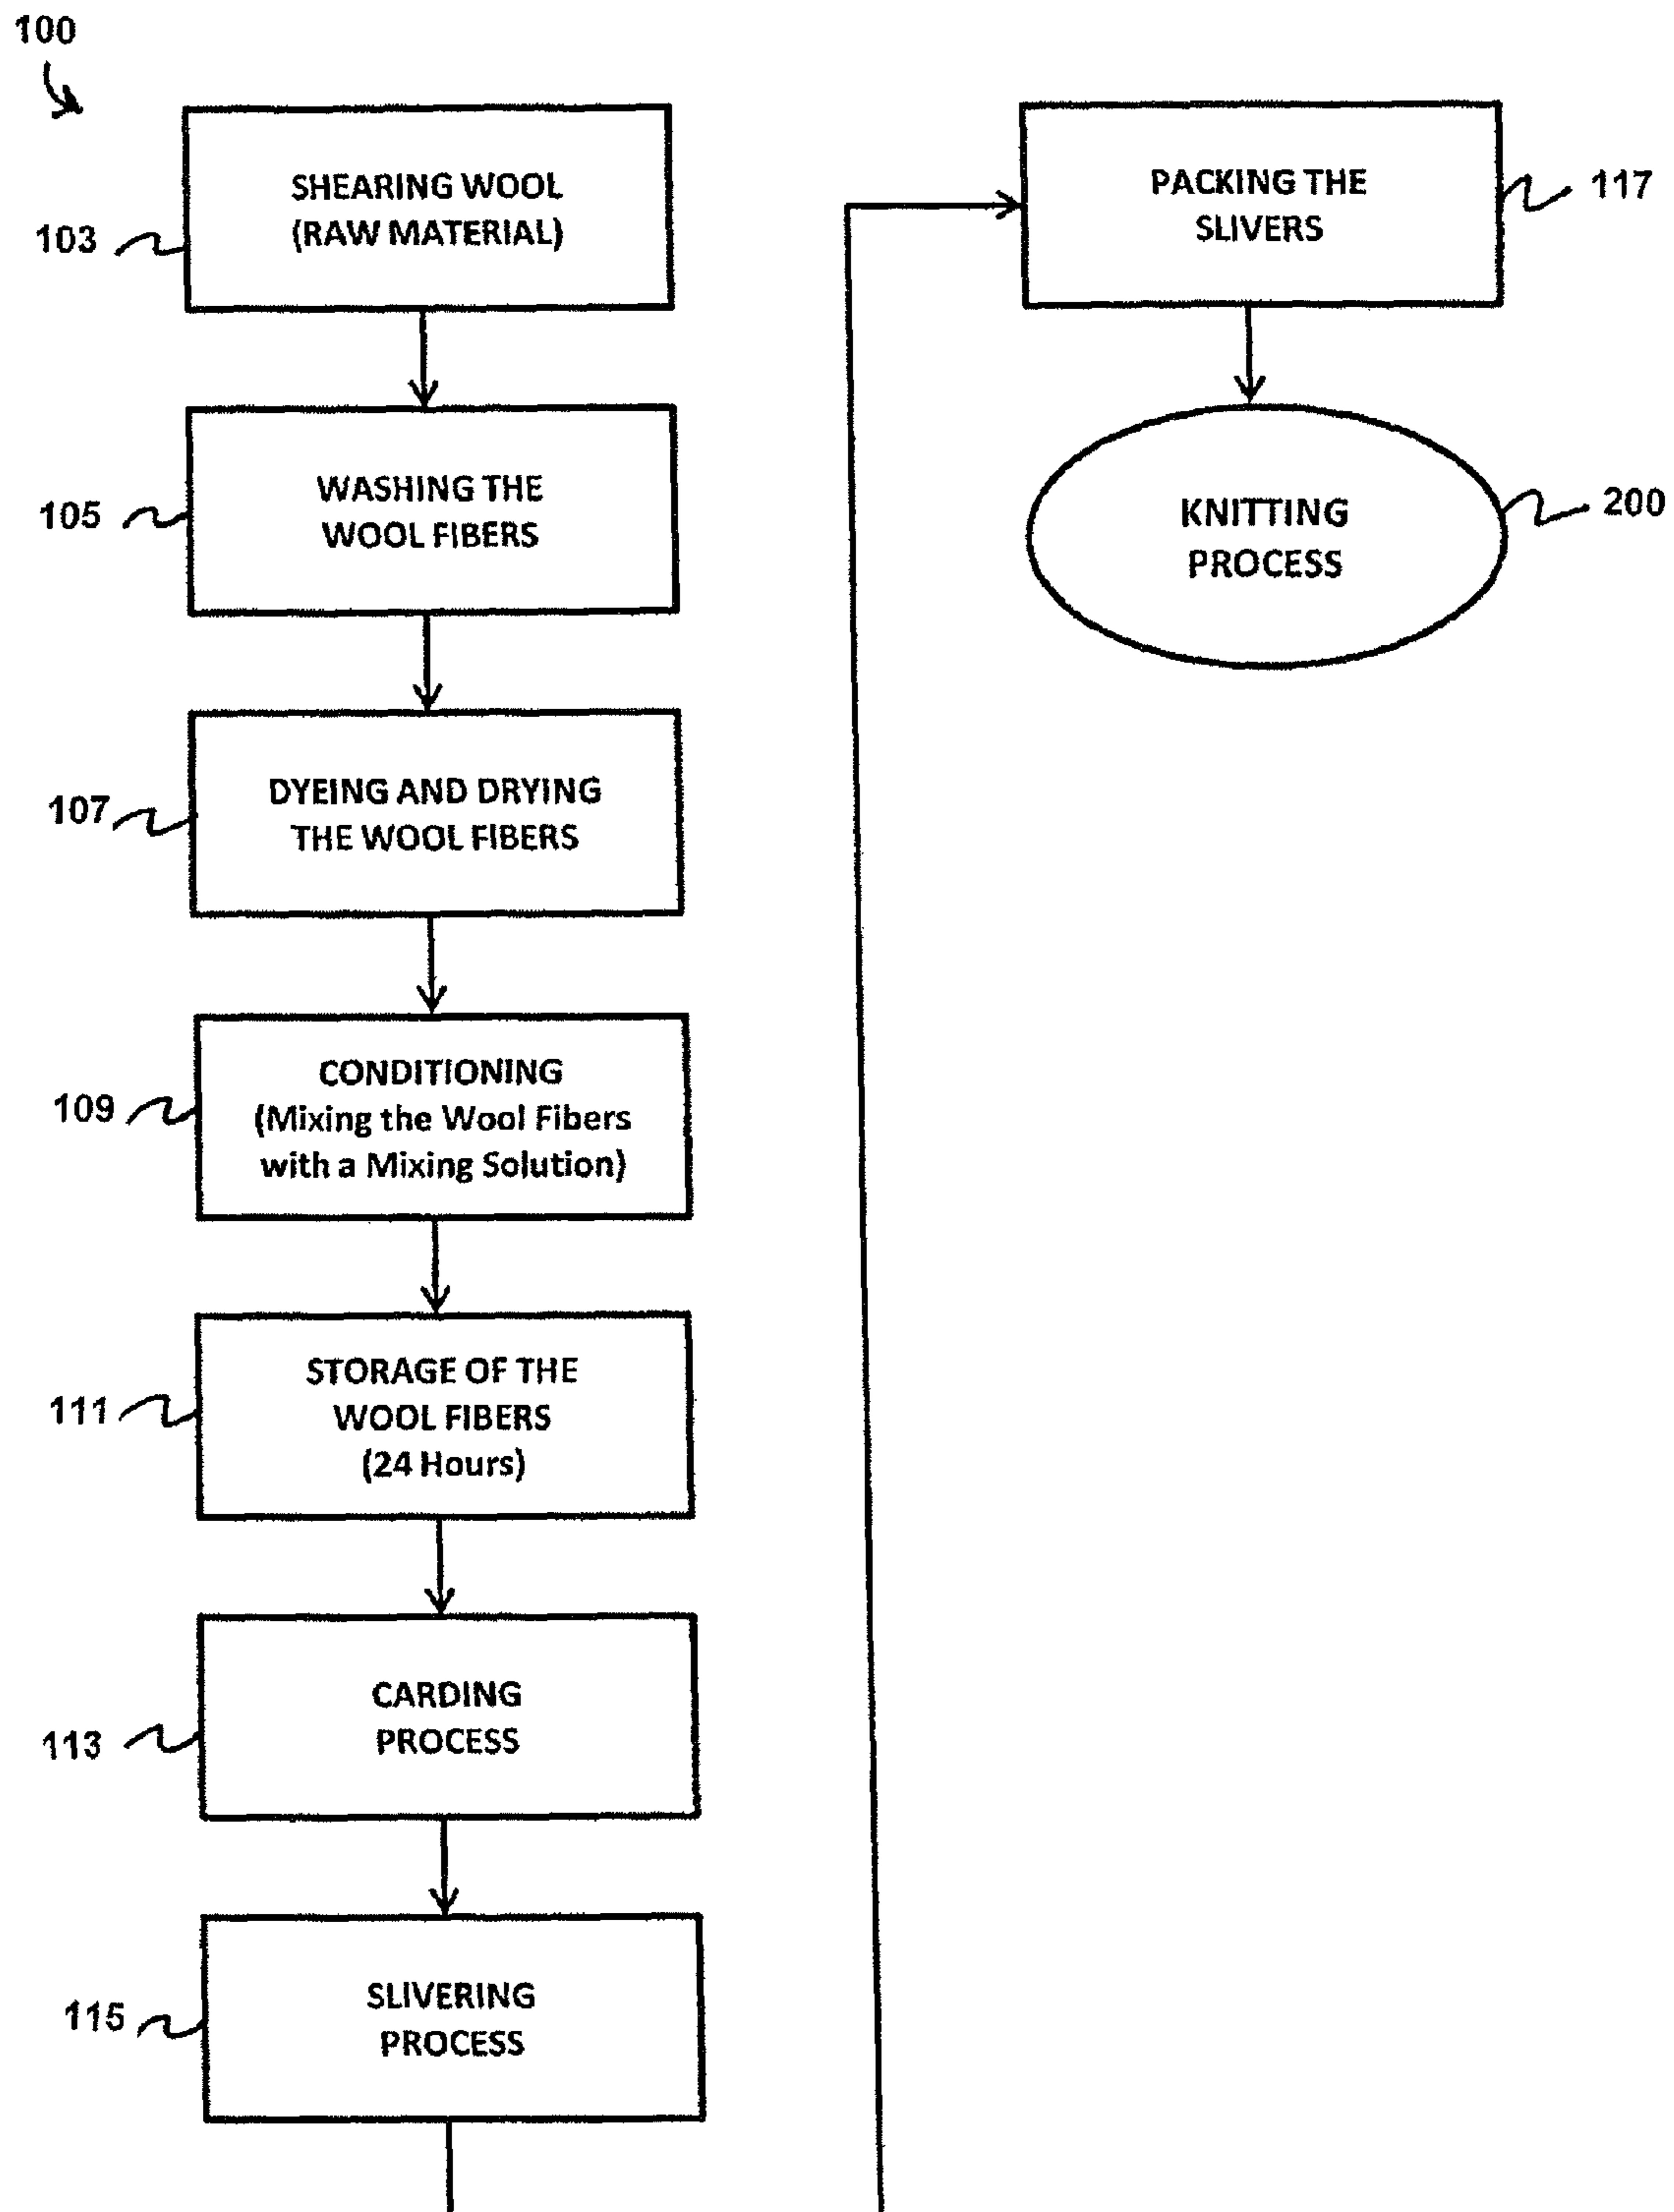 100
SHEARING WOOL
(RAW MATERIAL)
103
WASHING THE
WOOL FIBERS
105
DYEING AND DRYING
THE WOOL FIBERS
107
CONDITIONING
(Mixing the Wool Fibers
with a Mixing Solution)
109
STORAGE OF THE
WOOL FIBERS
(24 Hours)
111
CARDING
PROCESS
113
SLIVERING
PROCESS
115
PACKING THE
SLIVERS
117
KNITTING
PROCESS
200